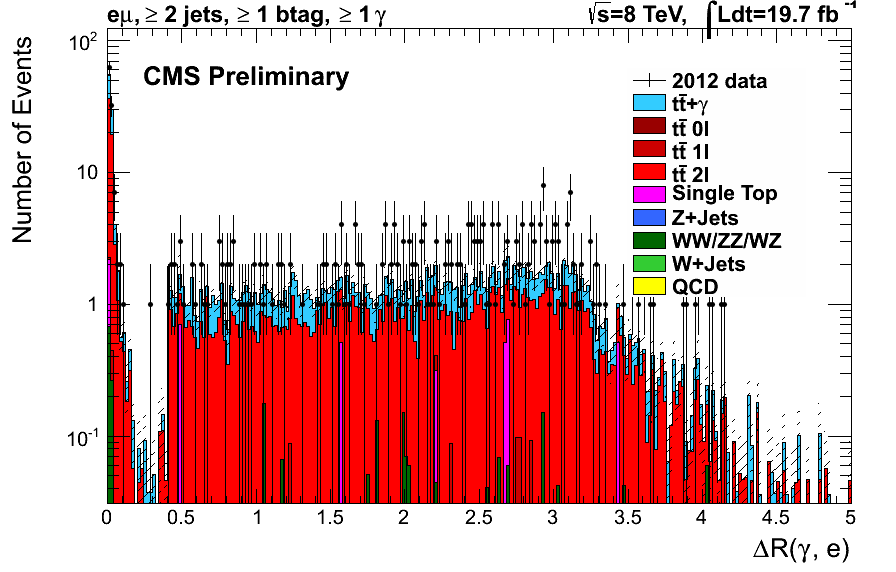 eμ, ≥ 2 jets, ≥ 1 btag, ≥ 1 γ
√s=8 TeV, ∫Ldt=19.7 fb⁻¹
CMS Preliminary
2012 data
tt̄+γ
tt̄ 0l
tt̄ 1l
tt̄ 2l
Single Top
Z+Jets
WW/ZZ/WZ
W+Jets
QCD
Number of Events
10²
10
1
10⁻¹
0 0.5 1 1.5 2 2.5 3 3.5 4 4.5 5
ΔR(γ, e)